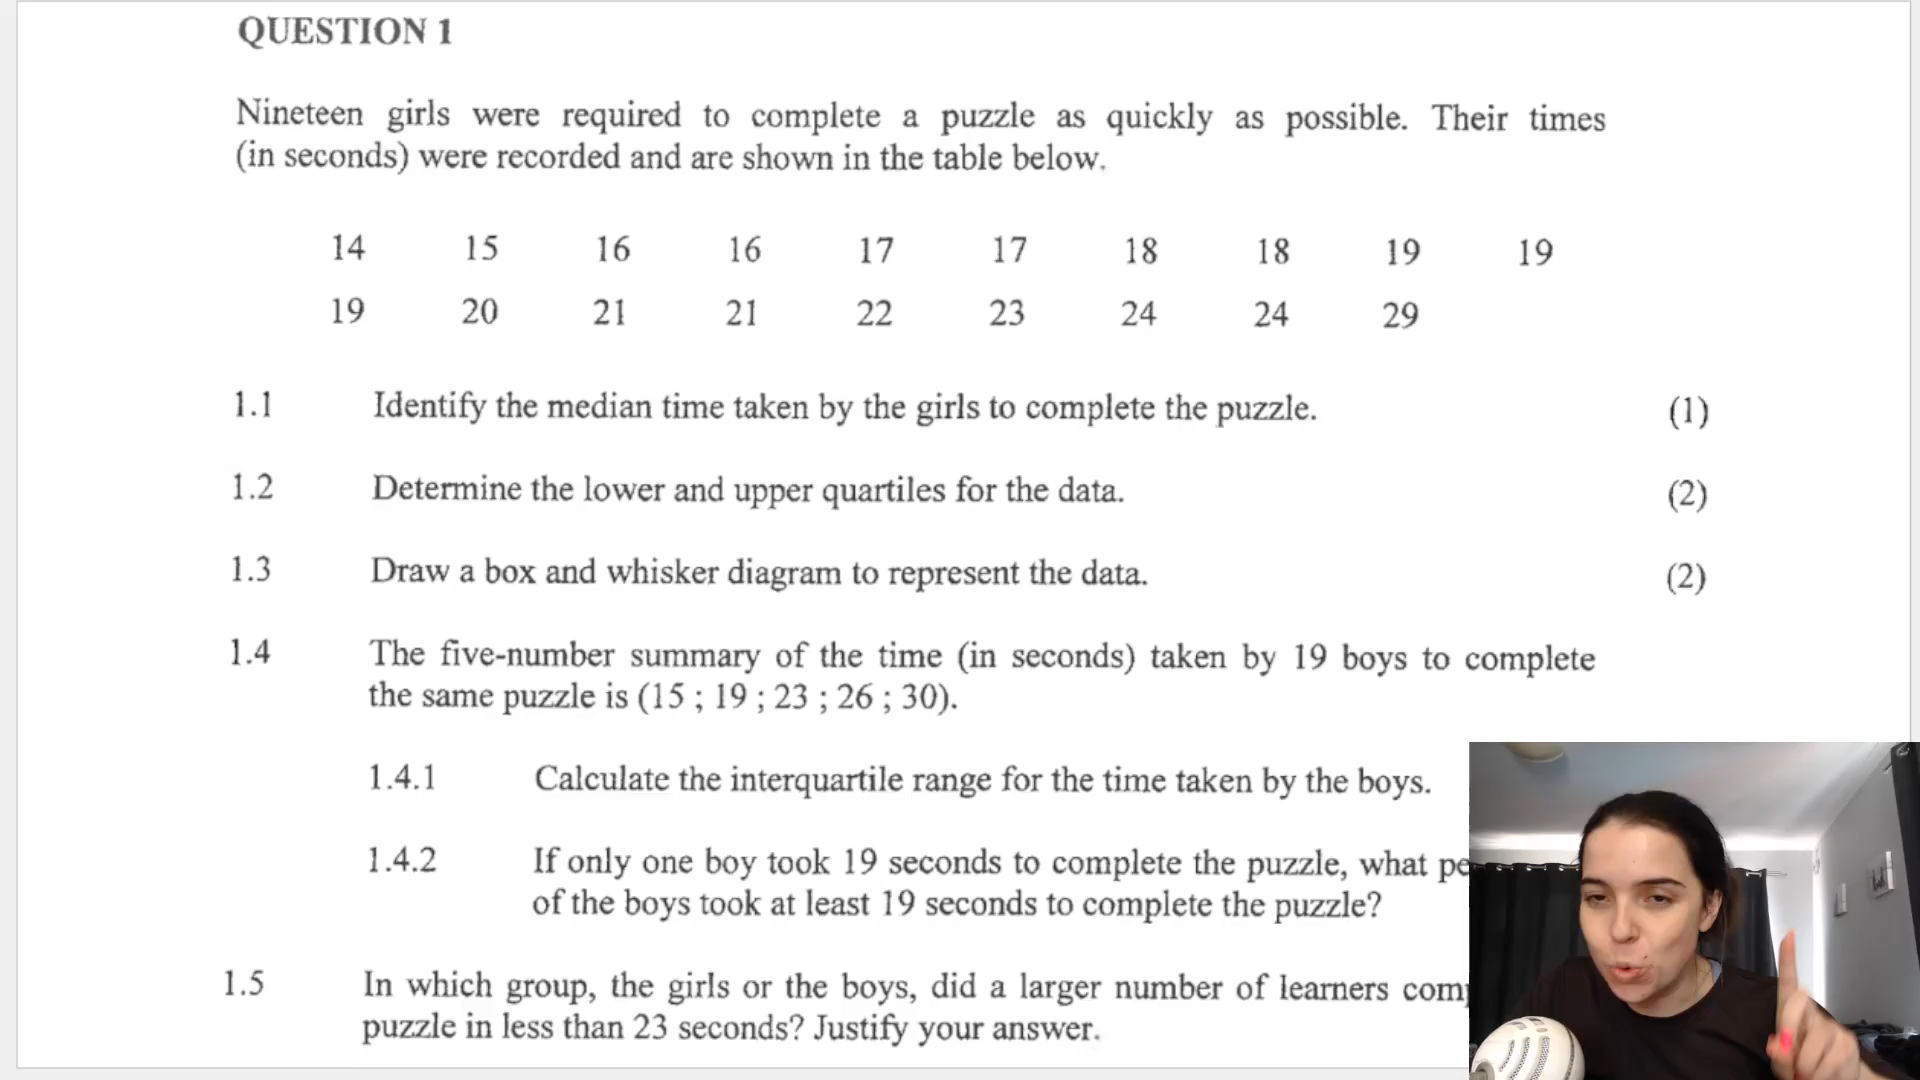 QUESTION 1
Nineteen girls were required to complete a puzzle as quickly as possible. Their times
(in seconds) were recorded and are shown in the table below.
14 15 16 16 17 17 18 18 19 19
19 20 21 21 22 23 24 24 29
1.1 Identify the median time taken by the girls to complete the puzzle. (1)
1.2 Determine the lower and upper quartiles for the data. (2)
1.3 Draw a box and whisker diagram to represent the data. (2)
1.4 The five-number summary of the time (in seconds) taken by 19 boys to complete
the same puzzle is (15 ; 19 ; 23 ; 26 ; 30).
1.4.1 Calculate the interquartile range for the time taken by the boys.
1.4.2 If only one boy took 19 seconds to complete the puzzle, what
of the boys took at least 19 seconds to complete the puzzle?
1.5 In which group, the girls or the boys, did a larger number of learners
puzzle in less than 23 seconds? Justify your answer.